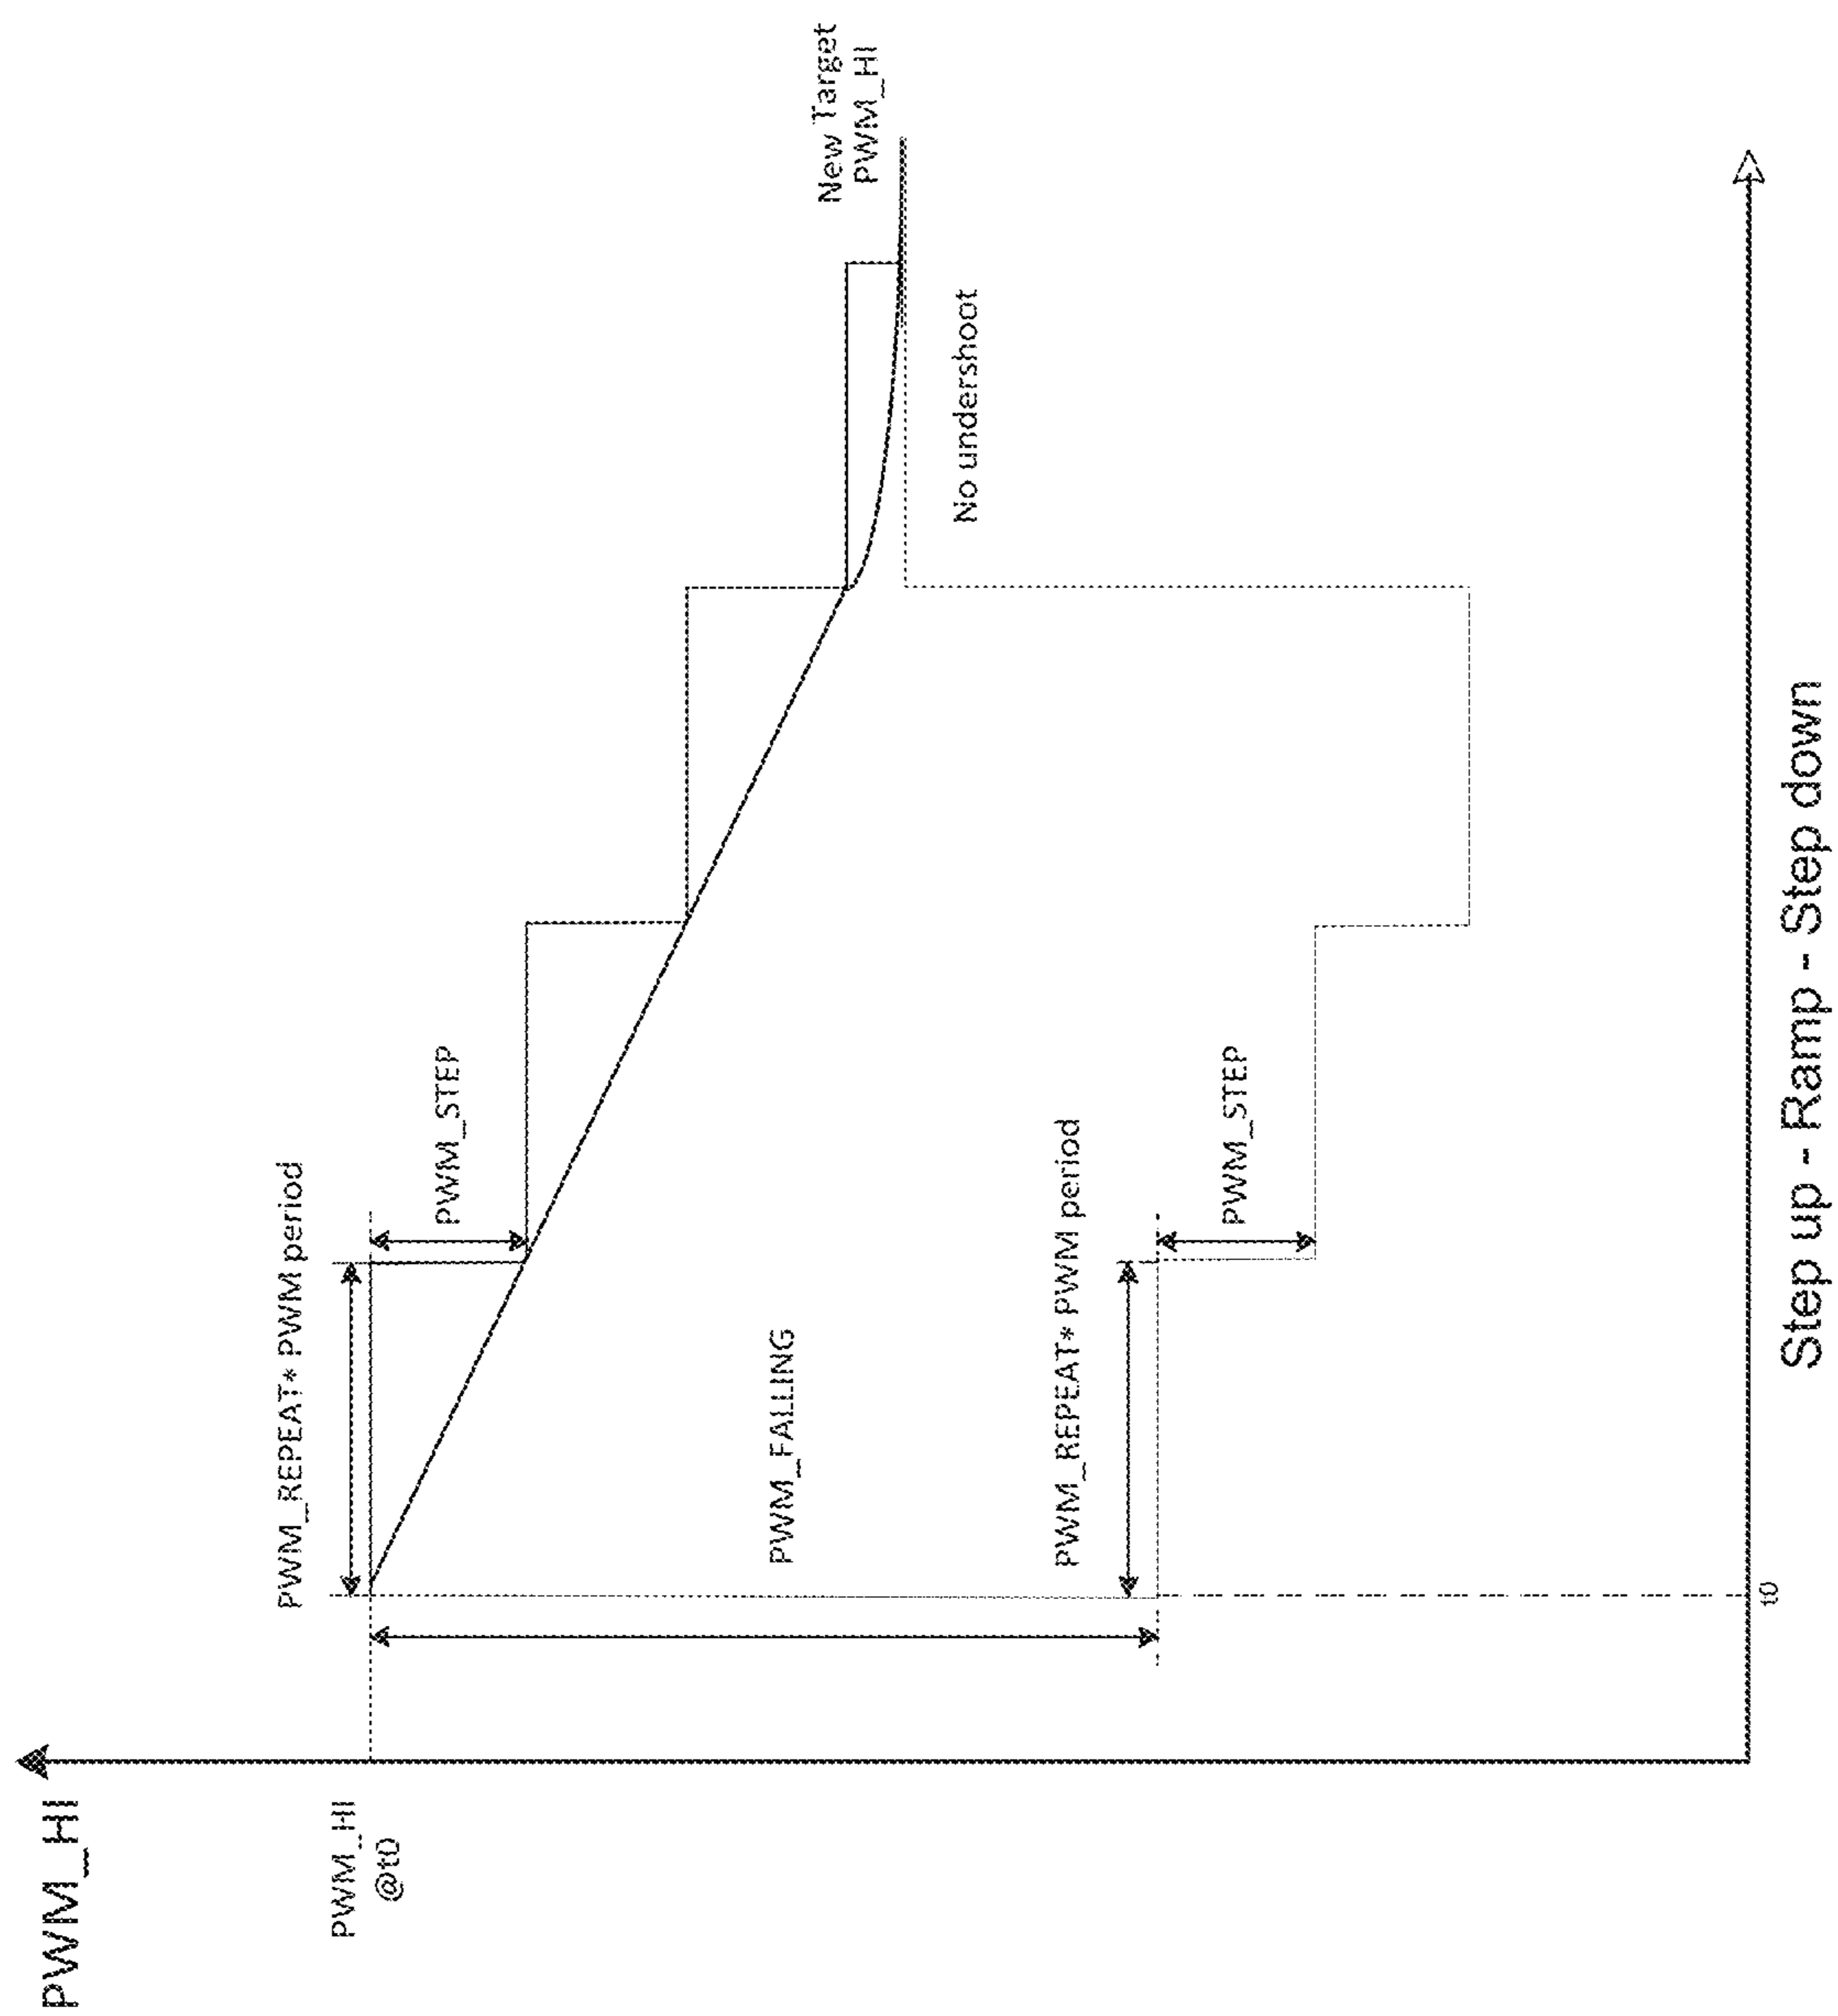 PWM_HI
PWM_HI
@t0
PWM_REPEAT* PWM period
PWM_STEP
New Target
PWM_HI
PWM_FALLING
No undershoot
PWM_REPEAT* PWM period
PWM_STEP
t0
Step up - Ramp - Step down